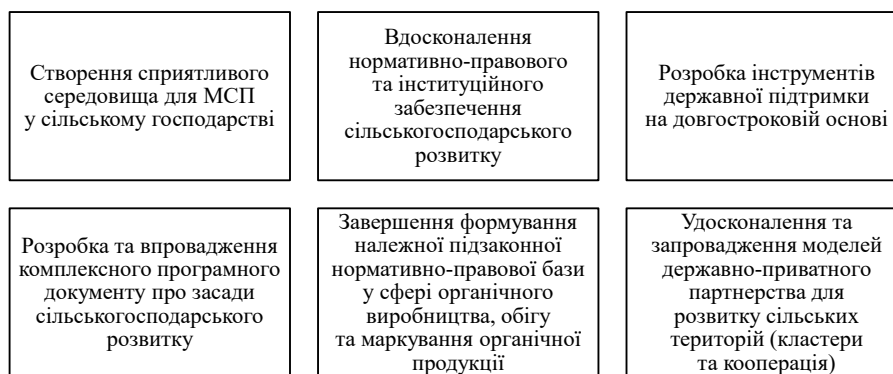 Створення сприятливого
середовища для МСП
у сільському господарстві
Вдосконалення
нормативно-правового
та інституційного
забезпечення
сільськогосподарського
розвитку
Розробка інструментів
державної підтримки
на довгостроковій основі
Розробка та впровадження
комплексного програмного
документу про засади
сільськогосподарського
розвитку
Завершення формування
належної підзаконної
нормативно-правової бази
у сфері органічного
виробництва, обігу
та маркування органічної
продукції
Удосконалення та
запровадження моделей
державно-приватного
партнерства для
розвитку сільських
територій (кластери
та кооперація)